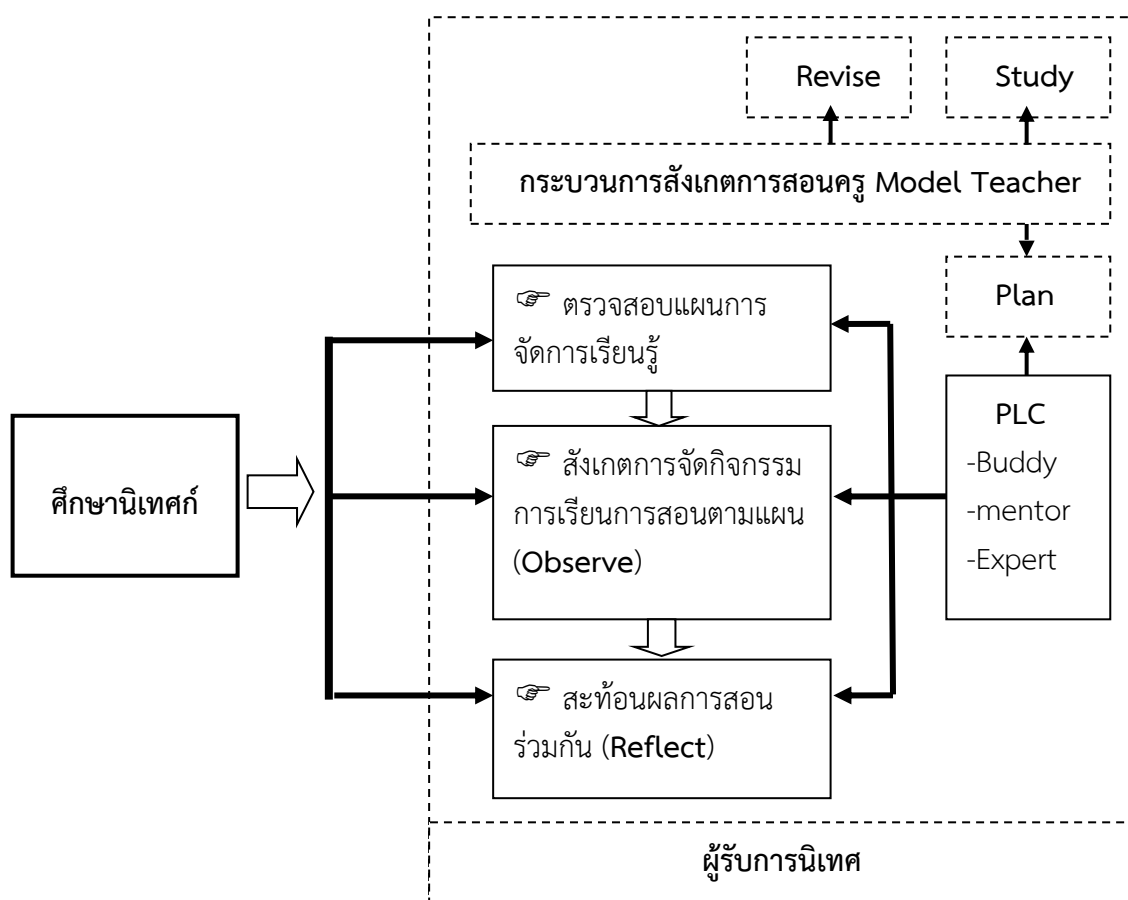 Revise
Study
กระบวนการสังเกตการสอนครู Model Teacher
Plan
☞ ตรวจสอบแผนการ
จัดการเรียนรู้
PLC
-Buddy
-mentor
-Expert
ศึกษานิเทศก์
☞ สังเกตการจัดกิจกรรม
การเรียนการสอนตามแผน
(Observe)
☞ สะท้อนผลการสอน
ร่วมกัน (Reflect)
ผู้รับการนิเทศ